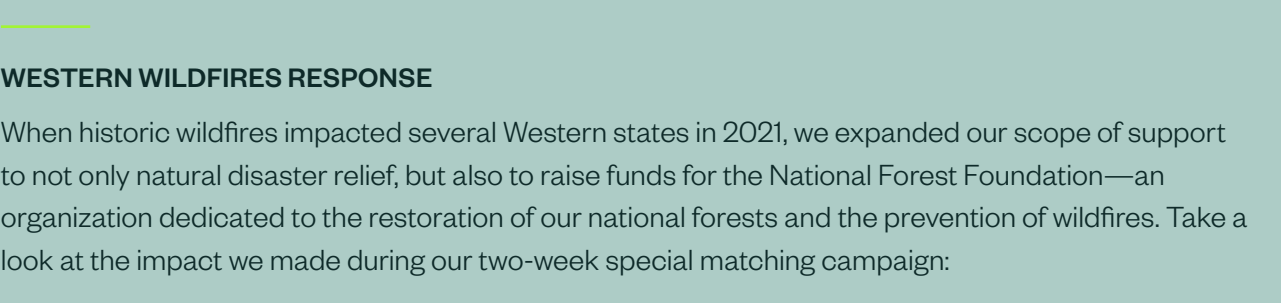 WESTERN WILDFIRES RESPONSE
When historic wildfires impacted several Western states in 2021, we expanded our scope of support
to not only natural disaster relief, but also to raise funds for the National Forest Foundation—an
organization dedicated to the restoration of our national forests and the prevention of wildfires. Take a
look at the impact we made during our two-week special matching campaign: